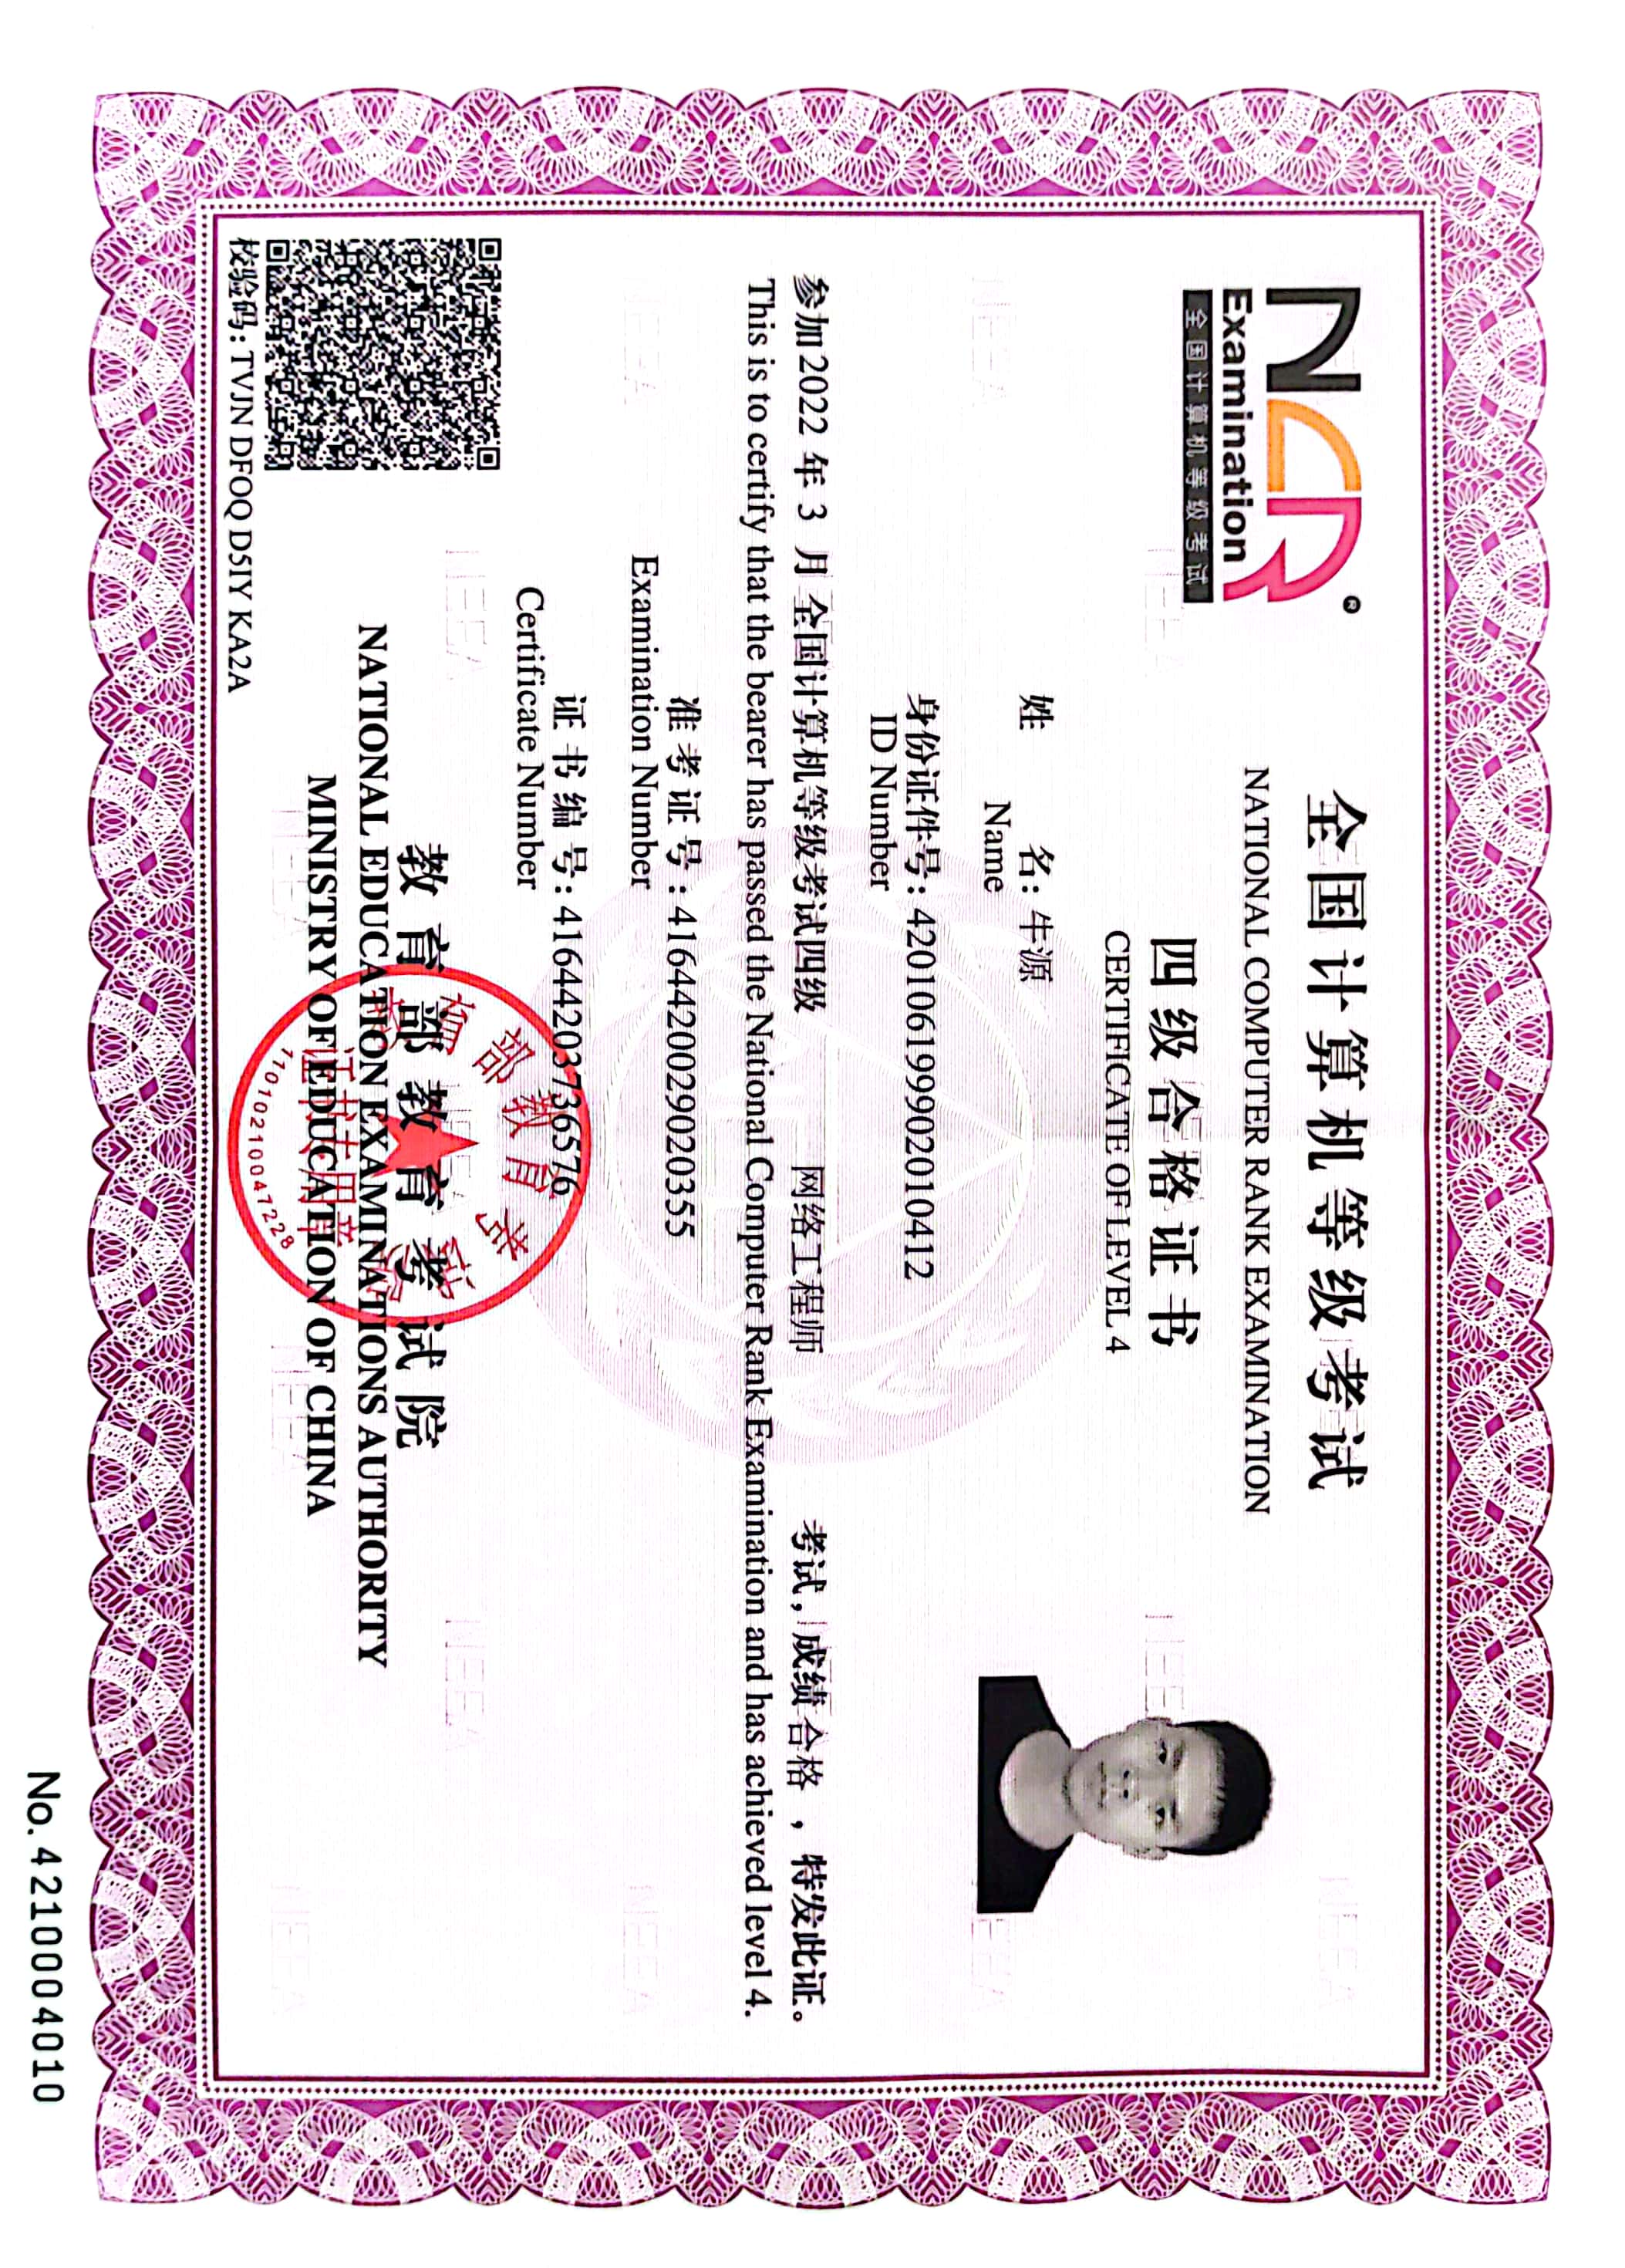 NCR®
Examination
全国计算机等级考试
全国计算机等级考试
NATIONAL COMPUTER RANK EXAMINATION
四级合格证书
CERTIFICATE OF LEVEL 4
姓 名：牛源
Name
身份证件号：420106199902010412
ID Number
参加2022 年 3 月全国计算机等级考试四级 网络工程师 考试，成绩合格 ，特发此证。
This is to certify that the bearer has passed the National Computer Rank Examination and has achieved level 4.
准考证号：4164420029020355
Examination Number
证书编号：4164420373​6576
Certificate Number
教育部教育考试院
NATIONAL EDUCATION EXAMINATIONS AUTHORITY
MINISTRY OF EDUCATION OF CHINA
教育部教育考试院
证书专用章
1101021004​7228
校验码：TVJN DFOQ D5IY KA2A
No. 4210004010